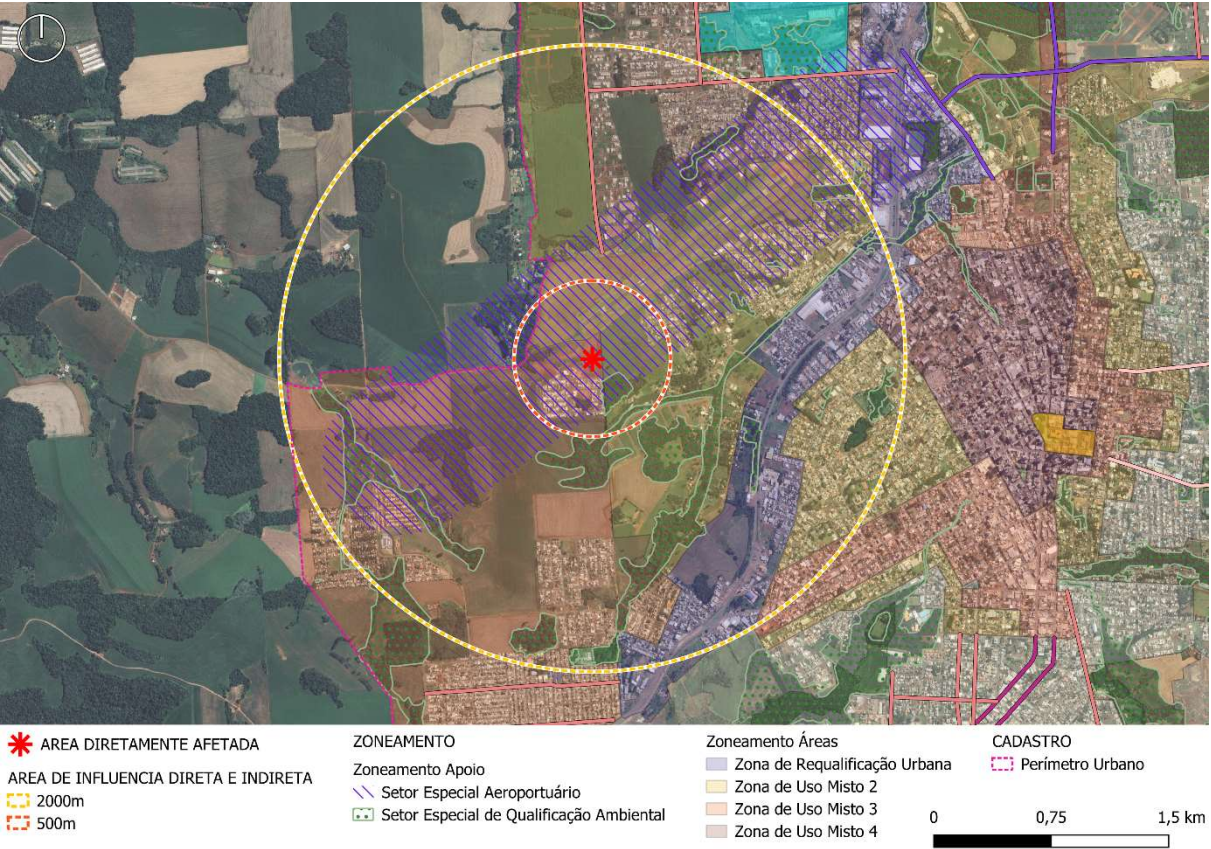 AREA DIRETAMENTE AFETADA
AREA DE INFLUENCIA DIRETA E INDIRETA
2000m
500m
ZONEAMENTO
Zoneamento Apoio
Setor Especial Aeroportuário
Setor Especial de Qualificação Ambiental
Zoneamento Áreas
Zona de Requalificação Urbana
Zona de Uso Misto 2
Zona de Uso Misto 3
Zona de Uso Misto 4
CADASTRO
Perímetro Urbano
0 0,75 1,5 km